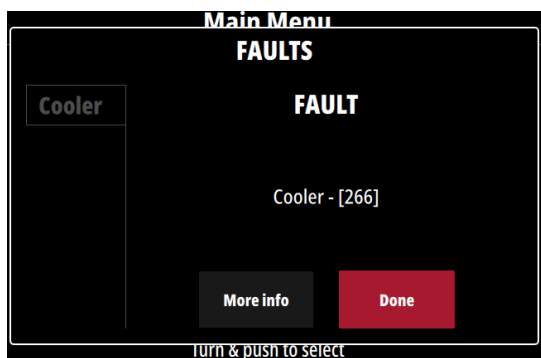 Main Menu
FAULTS
Cooler
FAULT
Cooler - [266]
More info
Done
Turn & push to select